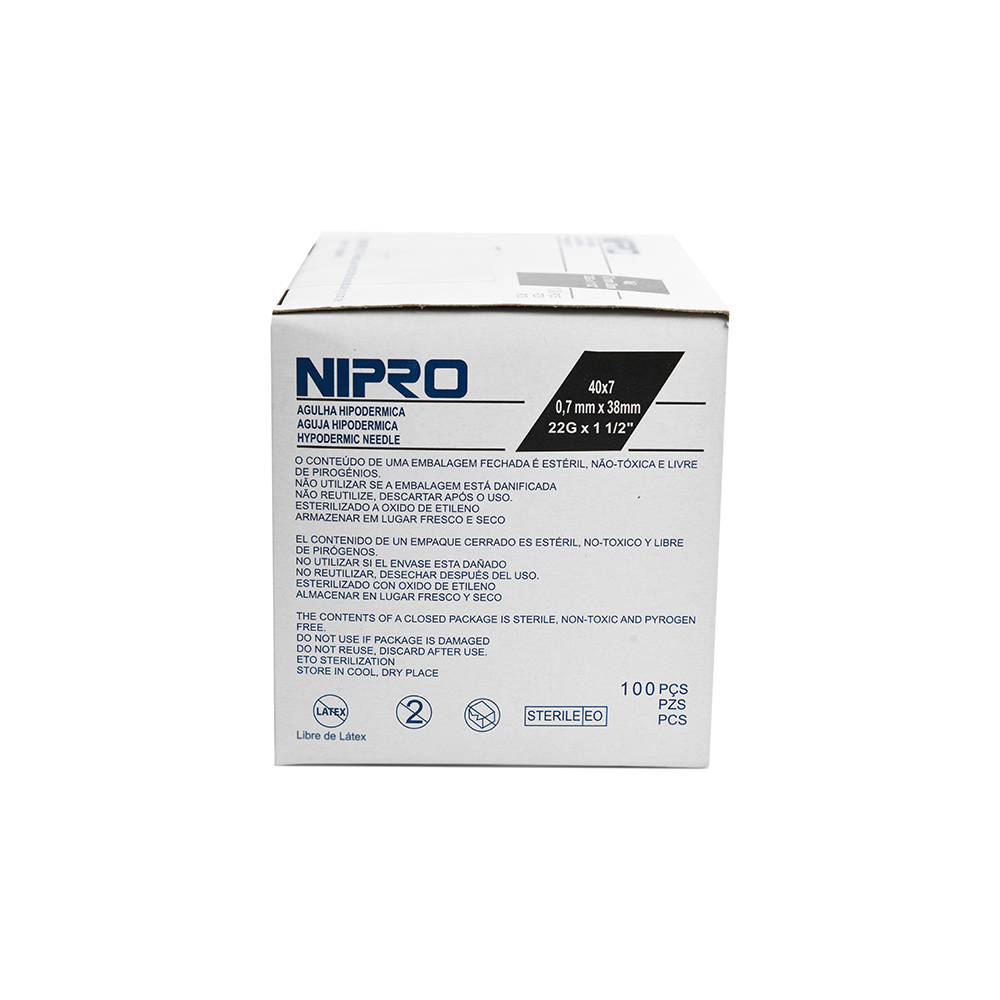 NIPRO
NIPRO
AGULHA HIPODERMICA
AGUJA HIPODERMICA
HYPODERMIC NEEDLE
40x7
0,7 mm x 38mm
22G x 1 1/2"
O CONTEÚDO DE UMA EMBALAGEM FECHADA É ESTÉRIL, NÃO-TÓXICA E LIVRE
DE PIROGÉNIOS.
NÃO UTILIZAR SE A EMBALAGEM ESTÁ DANIFICADA
NÃO REUTILIZE, DESCARTAR APÓS O USO.
ESTERILIZADO A OXIDO DE ETILENO
ARMAZENAR EM LUGAR FRESCO E SECO
EL CONTENIDO DE UN EMPAQUE CERRADO ES ESTÉRIL, NO-TOXICO Y LIBRE
DE PIRÓGENOS.
NO UTILIZAR SI EL ENVASE ESTA DAÑADO
NO REUTILIZAR, DESECHAR DESPUÉS DEL USO.
ESTERILIZADO CON OXIDO DE ETILENO
ALMACENAR EN LUGAR FRESCO Y SECO
THE CONTENTS OF A CLOSED PACKAGE IS STERILE, NON-TOXIC AND PYROGEN
FREE.
DO NOT USE IF PACKAGE IS DAMAGED
DO NOT REUSE, DISCARD AFTER USE.
ETO STERILIZATION
STORE IN COOL, DRY PLACE
100 PÇS
PZS
PCS
LATEX
2
STERILE EO
Libre de Látex